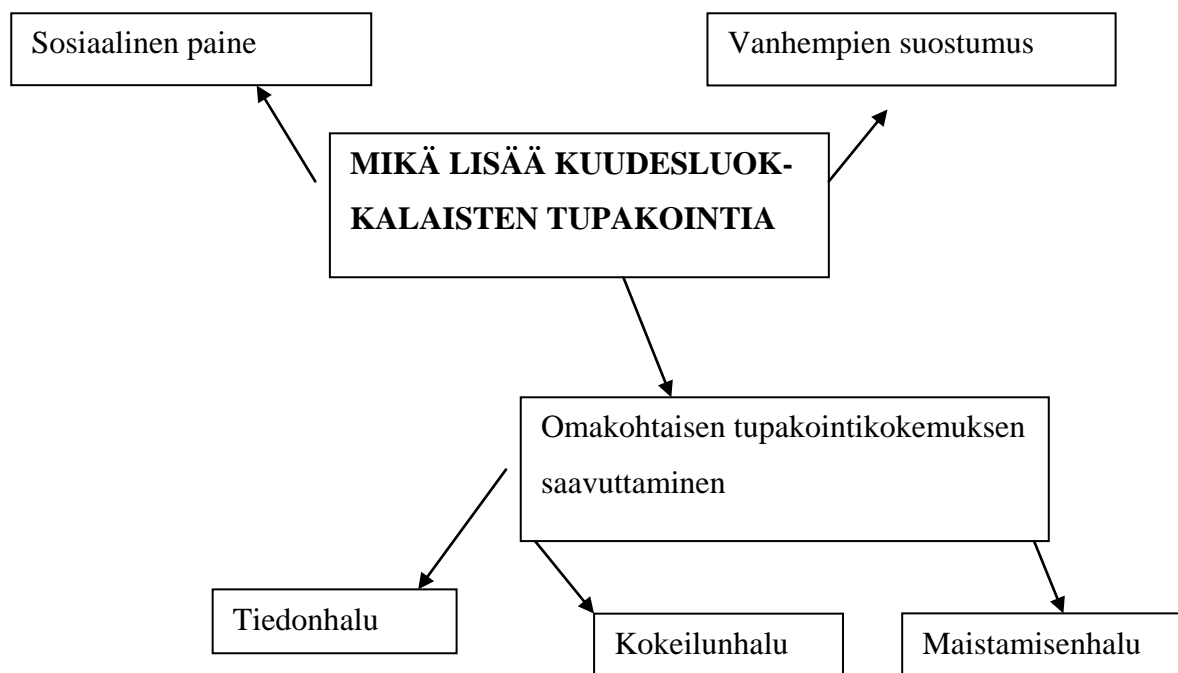 Sosiaalinen paine
Vanhempien suostumus
MIKÄ LISÄÄ KUUDESLUOK-
KALAISTEN TUPAKOINTIA
Omakohtaisen tupakointikokemuksen
saavuttaminen
Tiedonhalu
Kokeilunhalu
Maistamisenhalu